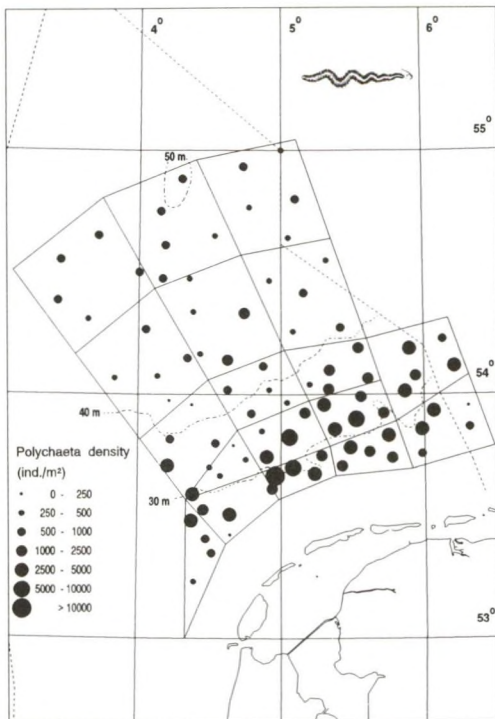 4°
5°
6°
55°
50 m
54°
40 m
Polychaeta density
(ind./m²)
0 - 250
250 - 500
500 - 1000
1000 - 2500
2500 - 5000
5000 - 10000
> 10000
30 m
53°